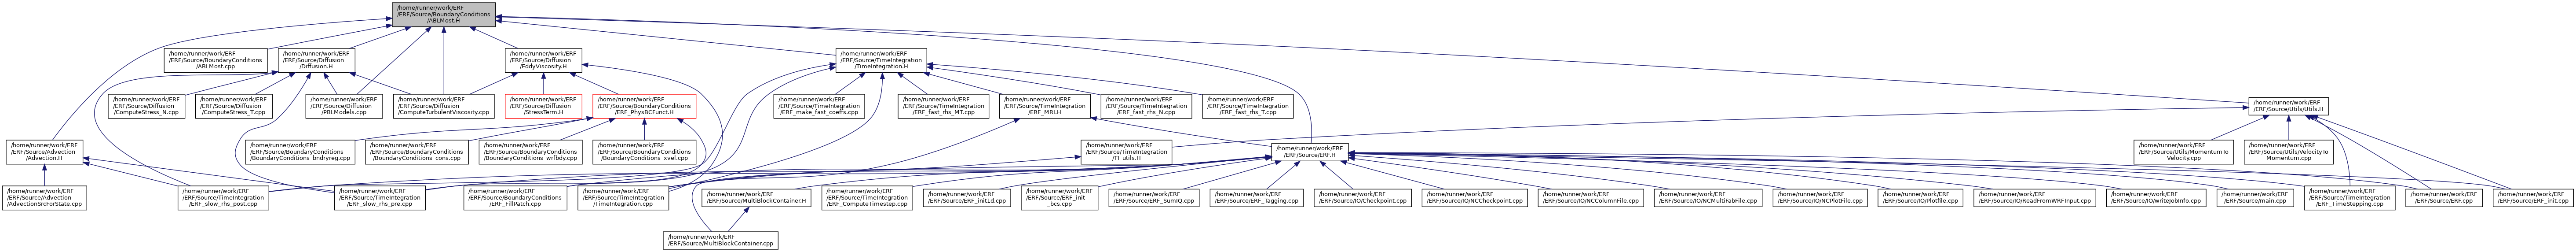 /home/runner/work/ERF
/ERF/Source/BoundaryConditions
/ABLMost.H
/home/runner/work/ERF
/ERF/Source/BoundaryConditions
/ABLMost.cpp
/home/runner/work/ERF
/ERF/Source/Diffusion
/Diffusion.H
/home/runner/work/ERF
/ERF/Source/Diffusion
/EddyViscosity.H
/home/runner/work/ERF
/ERF/Source/TimeIntegration
/TimeIntegration.H
/home/runner/work/ERF
/ERF/Source/Diffusion
/ComputeStress_N.cpp
/home/runner/work/ERF
/ERF/Source/Diffusion
/ComputeStress_T.cpp
/home/runner/work/ERF
/ERF/Source/Diffusion
/PBLModels.cpp
/home/runner/work/ERF
/ERF/Source/Diffusion
/ComputeTurbulentViscosity.cpp
/home/runner/work/ERF
/ERF/Source/Diffusion
/StressTerm.H
/home/runner/work/ERF
/ERF/Source/BoundaryConditions
/ERF_PhysBCFunct.H
/home/runner/work/ERF
/ERF/Source/TimeIntegration
/ERF_make_fast_coeffs.cpp
/home/runner/work/ERF
/ERF/Source/TimeIntegration
/ERF_fast_rhs_MT.cpp
/home/runner/work/ERF
/ERF/Source/TimeIntegration
/ERF_MRI.H
/home/runner/work/ERF
/ERF/Source/TimeIntegration
/ERF_fast_rhs_N.cpp
/home/runner/work/ERF
/ERF/Source/TimeIntegration
/ERF_fast_rhs_T.cpp
/home/runner/work/ERF
/ERF/Source/Utils/Utils.H
/home/runner/work/ERF
/ERF/Source/Advection
/Advection.H
/home/runner/work/ERF
/ERF/Source/BoundaryConditions
/BoundaryConditions_bndryreg.cpp
/home/runner/work/ERF
/ERF/Source/BoundaryConditions
/BoundaryConditions_cons.cpp
/home/runner/work/ERF
/ERF/Source/BoundaryConditions
/BoundaryConditions_wrfbdy.cpp
/home/runner/work/ERF
/ERF/Source/BoundaryConditions
/BoundaryConditions_xvel.cpp
/home/runner/work/ERF
/ERF/Source/TimeIntegration
/TI_utils.H
/home/runner/work/ERF
/ERF/Source/ERF.H
/home/runner/work/ERF
/ERF/Source/Utils/MomentumTo
Velocity.cpp
/home/runner/work/ERF
/ERF/Source/Utils/VelocityTo
Momentum.cpp
/home/runner/work/ERF
/ERF/Source/Advection
/AdvectionSrcForState.cpp
/home/runner/work/ERF
/ERF/Source/TimeIntegration
/ERF_slow_rhs_post.cpp
/home/runner/work/ERF
/ERF/Source/TimeIntegration
/ERF_slow_rhs_pre.cpp
/home/runner/work/ERF
/ERF/Source/BoundaryConditions
/ERF_FillPatch.cpp
/home/runner/work/ERF
/ERF/Source/TimeIntegration
/TimeIntegration.cpp
/home/runner/work/ERF
/ERF/Source/MultiBlockContainer.H
/home/runner/work/ERF
/ERF/Source/TimeIntegration
/ERF_ComputeTimestep.cpp
/home/runner/work/ERF
/ERF/Source/ERF_init1d.cpp
/home/runner/work/ERF
/ERF/Source/ERF_init
_bcs.cpp
/home/runner/work/ERF
/ERF/Source/ERF_SumIQ.cpp
/home/runner/work/ERF
/ERF/Source/ERF_Tagging.cpp
/home/runner/work/ERF
/ERF/Source/IO/Checkpoint.cpp
/home/runner/work/ERF
/ERF/Source/IO/NCCheckpoint.cpp
/home/runner/work/ERF
/ERF/Source/IO/NCColumnFile.cpp
/home/runner/work/ERF
/ERF/Source/IO/NCMultiFabFile.cpp
/home/runner/work/ERF
/ERF/Source/IO/NCPlotFile.cpp
/home/runner/work/ERF
/ERF/Source/IO/Plotfile.cpp
/home/runner/work/ERF
/ERF/Source/IO/ReadFromWRFInput.cpp
/home/runner/work/ERF
/ERF/Source/IO/writeJobInfo.cpp
/home/runner/work/ERF
/ERF/Source/main.cpp
/home/runner/work/ERF
/ERF/Source/TimeIntegration
/ERF_TimeStepping.cpp
/home/runner/work/ERF
/ERF/Source/ERF.cpp
/home/runner/work/ERF
/ERF/Source/ERF_init.cpp
/home/runner/work/ERF
/ERF/Source/MultiBlockContainer.cpp